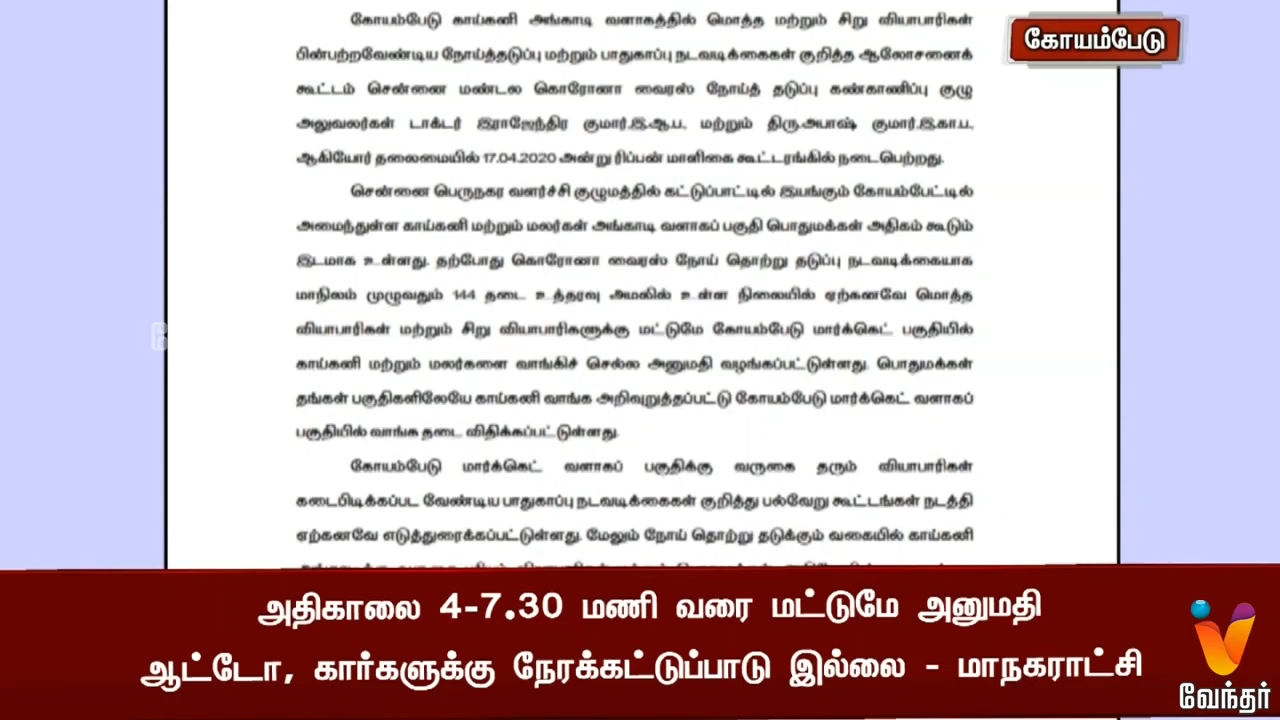 கோயம்பேடு காய்கனி அங்காடி வளாகத்தில் மொத்த மற்றும் சிறு வியாபாரிகள்
பின்பற்றவேண்டிய நோய்த்தடுப்பு மற்றும் பாதுகாப்பு நடவடிக்கைகள் குறித்த ஆலோசனைக்
கூட்டம் சென்னை மண்டல கொரோனா வைரஸ் நோய்த் தடுப்பு கண்காணிப்பு குழு
அலுவலர்கள் டாக்டர் இராஜேந்திர குமார்.இ.ஆ.ப., மற்றும் திரு.அபாஷ் குமார்.இ.கா.ப.,
ஆகியோர் தலைமையில் 17.04.2020 அன்று ரிப்பன் மாளிகை கூட்டரங்கில் நடைபெற்றது.
சென்னை பெருநகர வளர்ச்சி குழுமத்தில் கட்டுப்பாட்டில் இயங்கும் கோயம்பேட்டில்
அமைந்துள்ள காய்கனி மற்றும் மலர்கள் அங்காடி வளாகப் பகுதி பொதுமக்கள் அதிகம் கூடும்
இடமாக உள்ளது. தற்போது கொரோனா வைரஸ் நோய் தொற்று தடுப்பு நடவடிக்கையாக
மாநிலம் முழுவதும் 144 தடை உத்தரவு அமலில் உள்ள நிலையில் ஏற்கனவே மொத்த
வியாபாரிகள் மற்றும் சிறு வியாபாரிகளுக்கு மட்டுமே கோயம்பேடு மார்க்கெட் பகுதியில்
காய்கனி மற்றும் மலர்களை வாங்கிச் செல்ல அனுமதி வழங்கப்பட்டுள்ளது. பொதுமக்கள்
தங்கள் பகுதிகளிலேயே காய்கனி வாங்க அறிவுறுத்தப்பட்டு கோயம்பேடு மார்க்கெட் வளாகப்
பகுதியில் வாங்க தடை விதிக்கப்பட்டுள்ளது.
கோயம்பேடு மார்க்கெட் வளாகப் பகுதிக்கு வருகை தரும் வியாபாரிகள்
கடைபிடிக்கப்பட வேண்டிய பாதுகாப்பு நடவடிக்கைகள் குறித்து பல்வேறு கூட்டங்கள் நடத்தி
ஏற்கனவே எடுத்துரைக்கப்பட்டுள்ளது. மேலும் நோய் தொற்று தடுக்கும் வகையில் காய்கனி
கோயம்பேடு
அதிகாலை 4-7.30 மணி வரை மட்டுமே அனுமதி
ஆட்டோ, கார்களுக்கு நேரக்கட்டுப்பாடு இல்லை - மாநகராட்சி
வேந்தர்